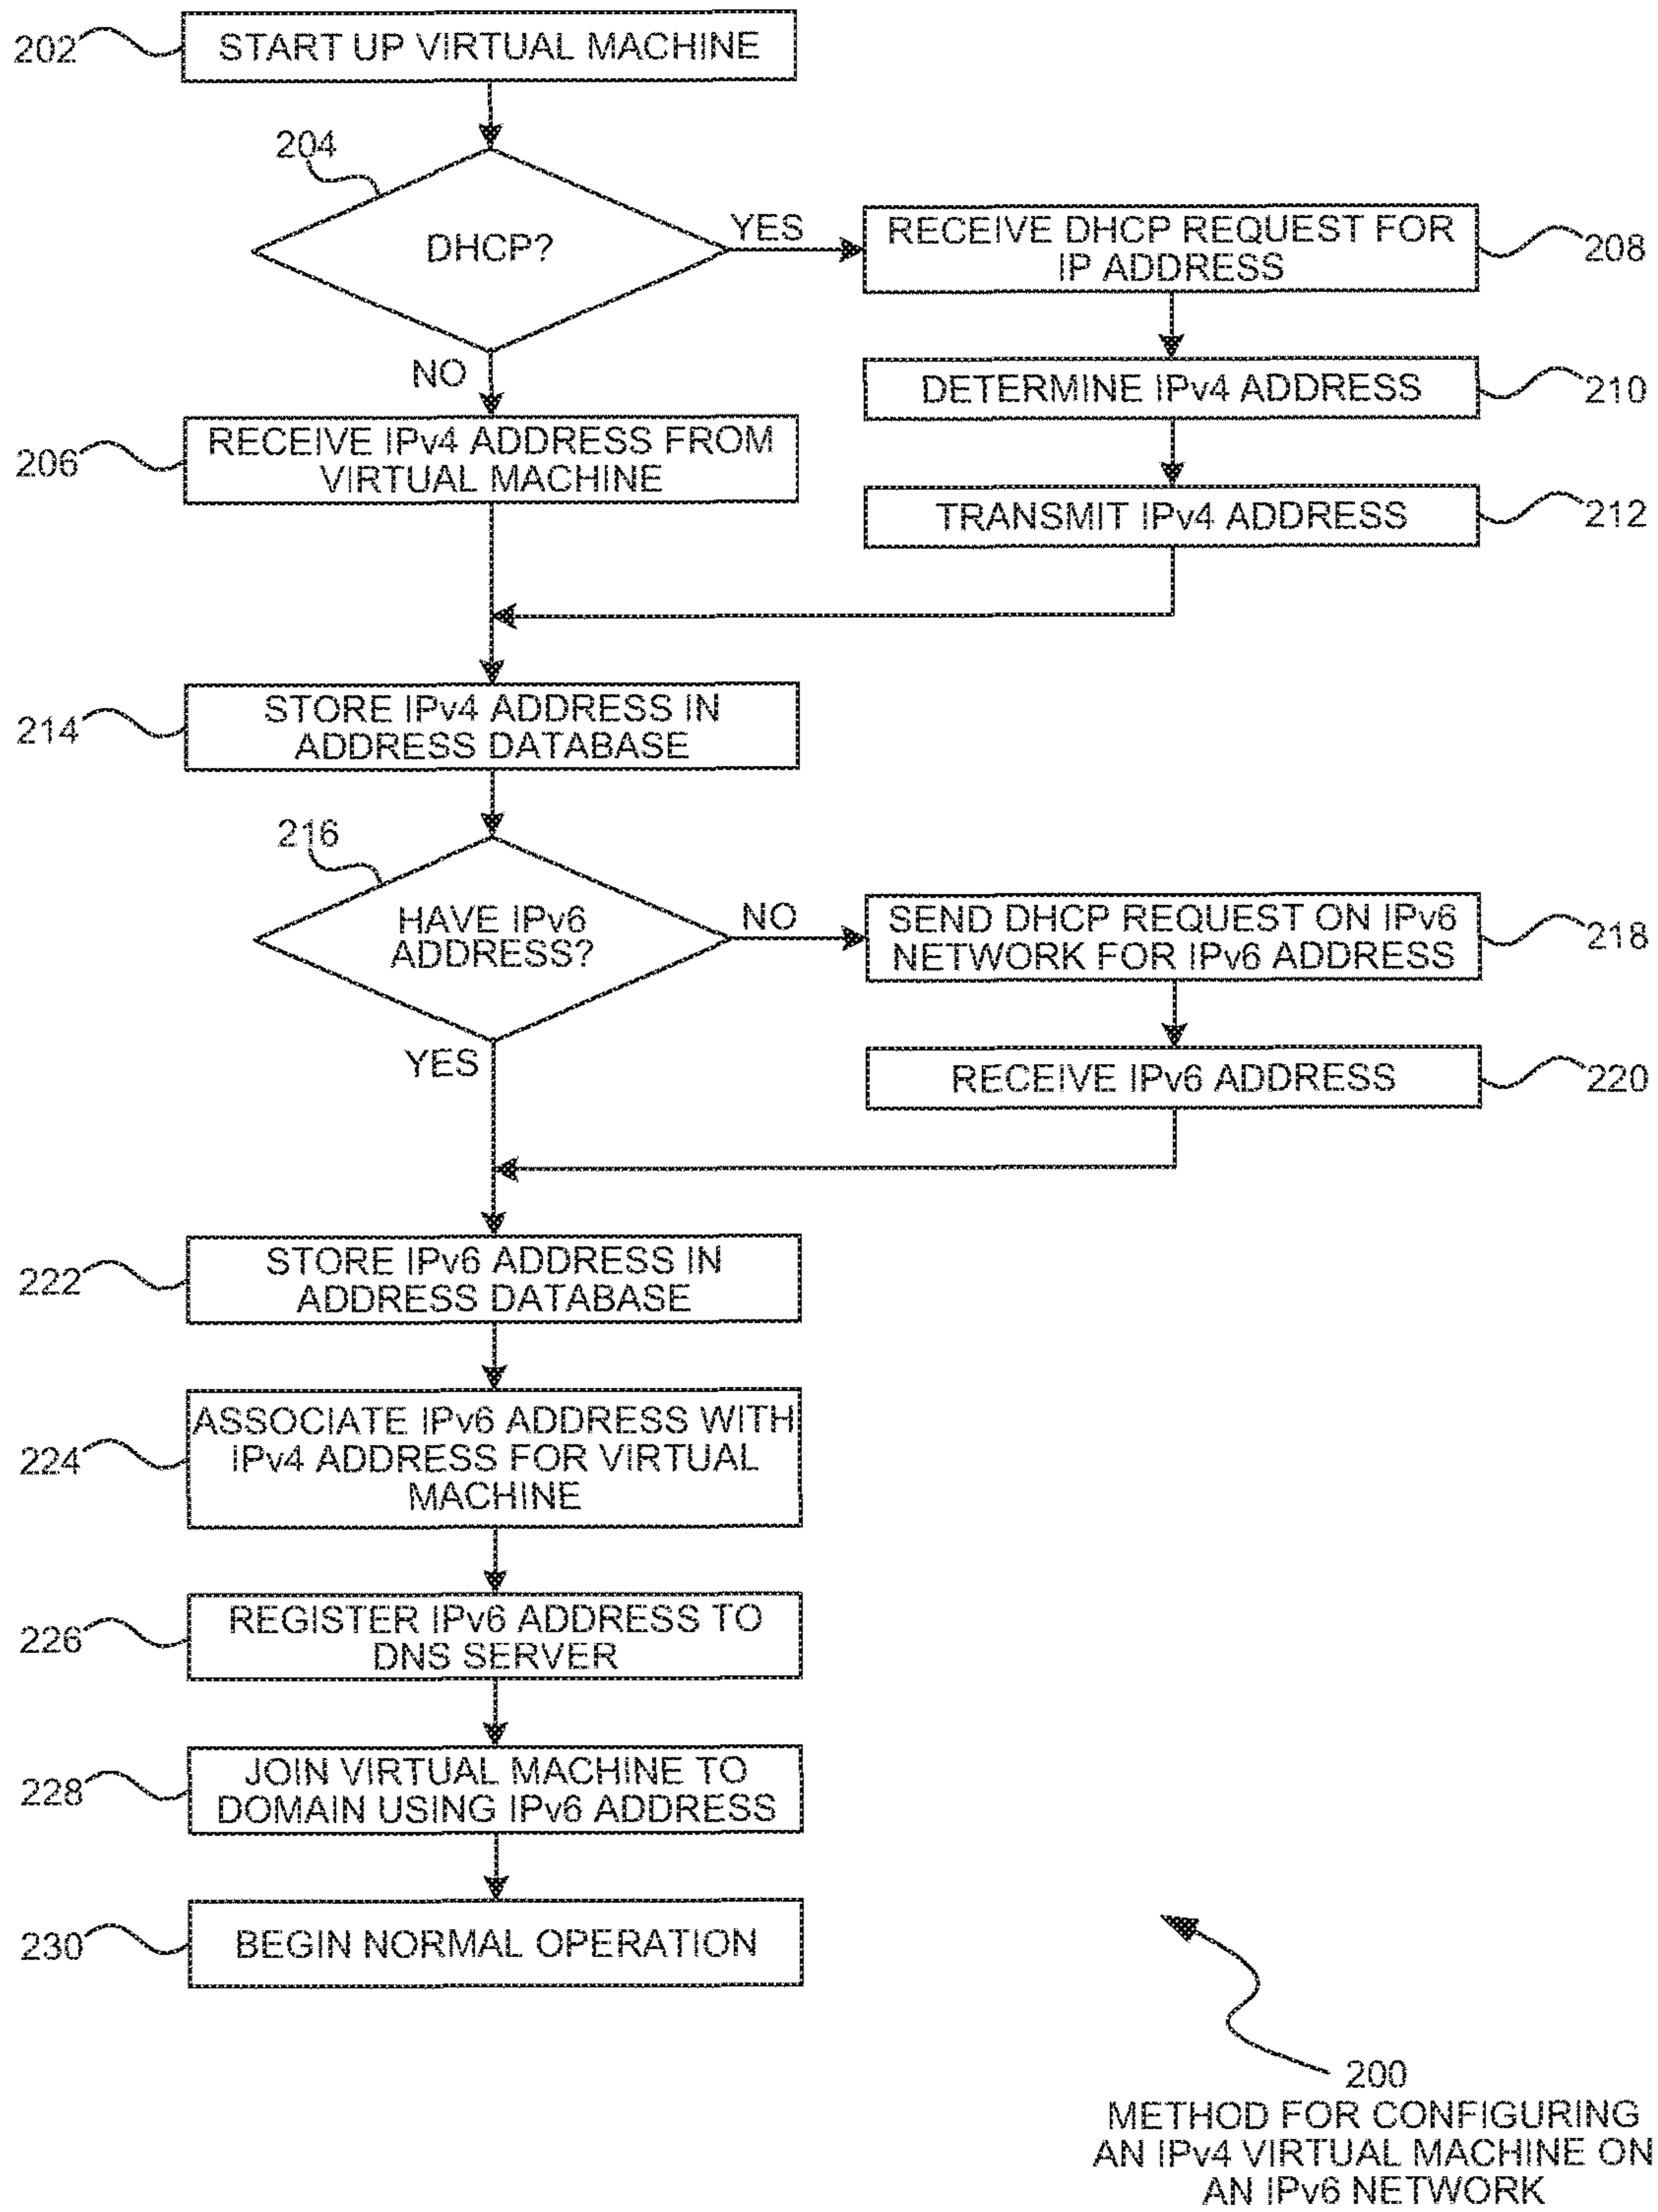 202
START UP VIRTUAL MACHINE
204
DHCP?
YES
RECEIVE DHCP REQUEST FOR
IP ADDRESS
208
NO
DETERMINE IPv4 ADDRESS
210
206
RECEIVE IPv4 ADDRESS FROM
VIRTUAL MACHINE
TRANSMIT IPv4 ADDRESS
212
214
STORE IPv4 ADDRESS IN
ADDRESS DATABASE
216
HAVE IPv6
ADDRESS?
NO
SEND DHCP REQUEST ON IPv6
NETWORK FOR IPv6 ADDRESS
218
YES
RECEIVE IPv6 ADDRESS
220
222
STORE IPv6 ADDRESS IN
ADDRESS DATABASE
224
ASSOCIATE IPv6 ADDRESS WITH
IPv4 ADDRESS FOR VIRTUAL
MACHINE
226
REGISTER IPv6 ADDRESS TO
DNS SERVER
228
JOIN VIRTUAL MACHINE TO
DOMAIN USING IPv6 ADDRESS
230
BEGIN NORMAL OPERATION
200
METHOD FOR CONFIGURING
AN IPv4 VIRTUAL MACHINE ON
AN IPv6 NETWORK